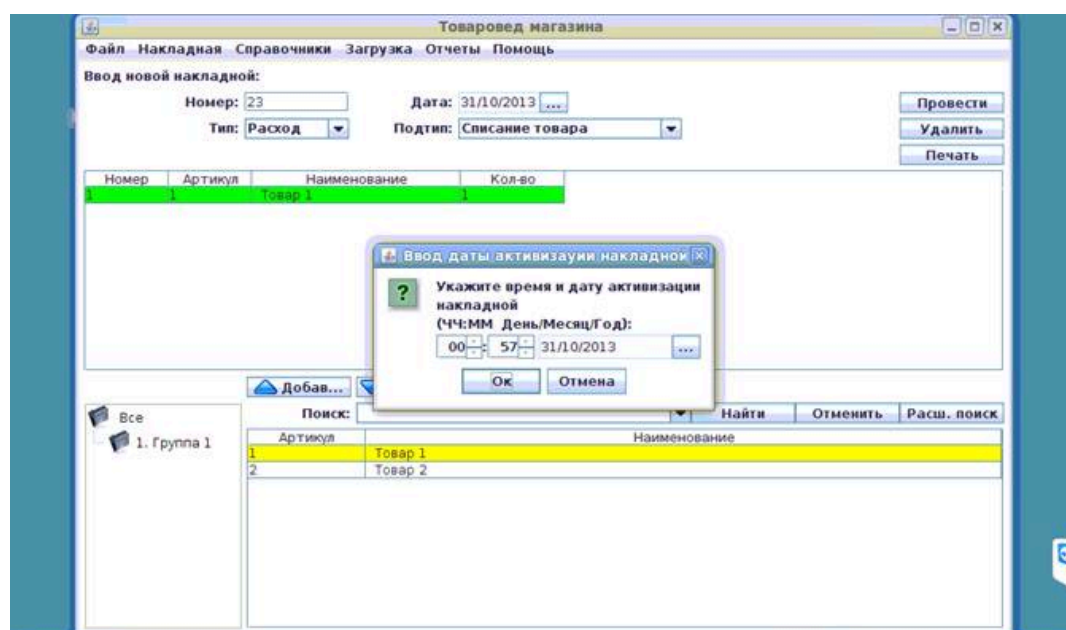 Товаровед магазина
Файл Накладная Справочники Загрузка Отчеты Помощь
Ввод новой накладной:
Номер: 23 Дата: 31/10/2013 ... Провести
Тип: Расход Подтип: Списание товара Удалить
Печать
Номер Артикул Наименование Кол-во
1 1 Товар 1 1
Ввод даты активизауии накладной
? Укажите время и дату активизации
накладной
(ЧЧ:ММ День/Месяц/Год):
00 : 57 31/10/2013 ...
Ок Отмена
Добав...
Все Поиск: Найти Отменить Расш. поиск
1. Группа 1 Артикул Наименование
1 Товар 1
2 Товар 2